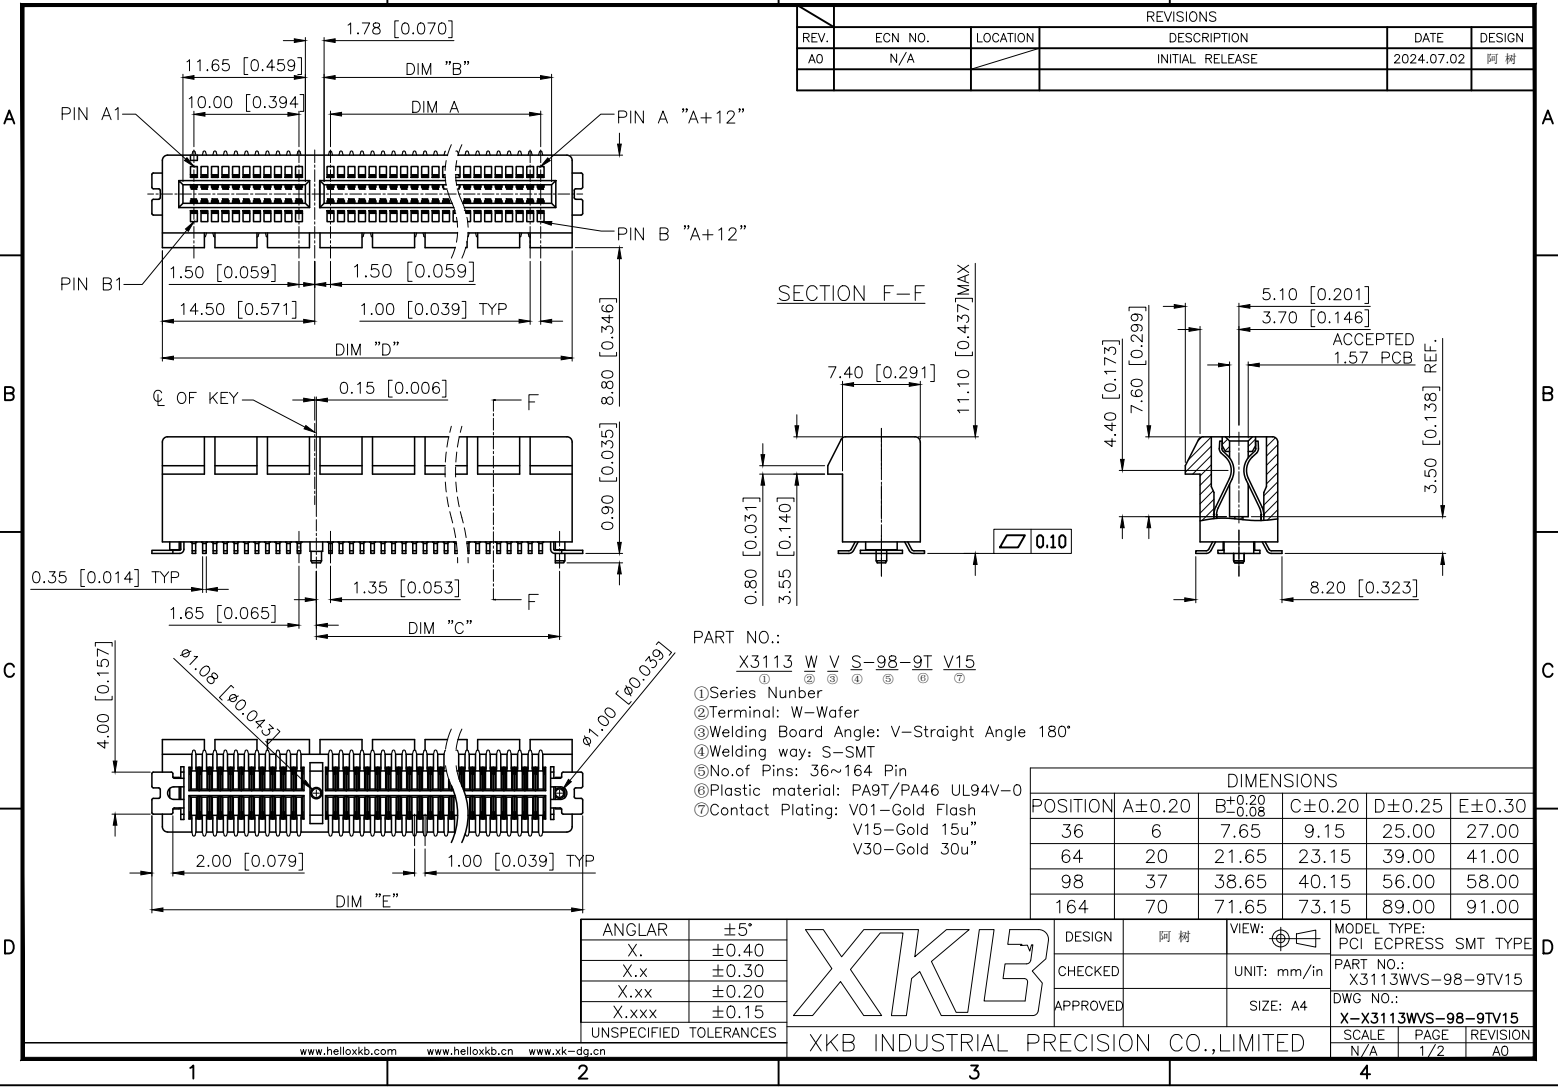 REVISIONS
REV. ECN NO. LOCATION DESCRIPTION DATE DESIGN
A0 N/A INITIAL RELEASE 2024.07.02 阿 树
A
A
B
B
C
C
D
D
1.78 [0.070]
11.65 [0.459]
DIM "B"
10.00 [0.394]
DIM A
PIN A1
PIN A "A+12"
PIN B "A+12"
PIN B1
1.50 [0.059]
1.50 [0.059]
14.50 [0.571]
1.00 [0.039] TYP
DIM "D"
8.80 [0.346]
℄ OF KEY
0.15 [0.006]
F
0.90 [0.035]
0.35 [0.014] TYP
1.35 [0.053]
F
1.65 [0.065]
DIM "C"
SECTION F-F
11.10 [0.437]MAX
7.40 [0.291]
0.80 [0.031]
3.55 [0.140]
▱ 0.10
5.10 [0.201]
3.70 [0.146]
ACCEPTED
1.57 PCB
7.60 [0.299]
4.40 [0.173]
3.50 [0.138] REF.
8.20 [0.323]
4.00 [0.157]
ø1.08 [ø0.043]
ø1.00 [ø0.039]
2.00 [0.079]
1.00 [0.039] TYP
DIM "E"
PART NO.:
X3113 W V S-98-9T V15
① ② ③ ④ ⑤ ⑥ ⑦
①Series Nunber
②Terminal: W-Wafer
③Welding Board Angle: V-Straight Angle 180°
④Welding way: S-SMT
⑤No.of Pins: 36~164 Pin
⑥Plastic material: PA9T/PA46 UL94V-0
⑦Contact Plating: V01-Gold Flash
V15-Gold 15u"
V30-Gold 30u"
DIMENSIONS
POSITION A±0.20 B+0.20 -0.08 C±0.20 D±0.25 E±0.30
36 6 7.65 9.15 25.00 27.00
64 20 21.65 23.15 39.00 41.00
98 37 38.65 40.15 56.00 58.00
164 70 71.65 73.15 89.00 91.00
ANGLAR ±5°
X. ±0.40
X.x ±0.30
X.xx ±0.20
X.xxx ±0.15
UNSPECIFIED TOLERANCES
XKB
XKB INDUSTRIAL PRECISION CO.,LIMITED
DESIGN 阿 树
CHECKED
APPROVED
VIEW:
UNIT: mm/in
SIZE: A4
MODEL TYPE:
PCI ECPRESS SMT TYPE
PART NO.:
X3113WVS-98-9TV15
DWG NO.:
X-X3113WVS-98-9TV15
SCALE PAGE REVISION
N/A 1/2 A0
www.helloxkb.com www.helloxkb.cn www.xk-dg.cn
1 2 3 4